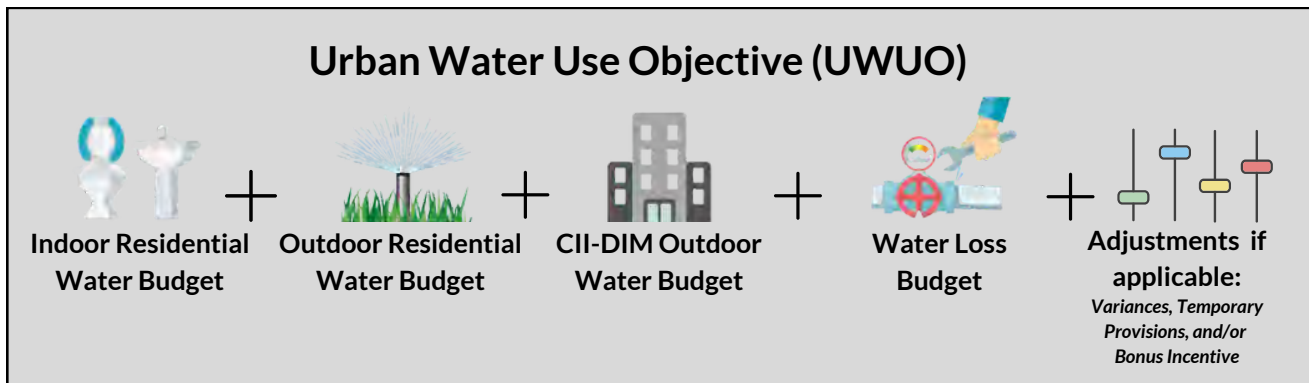 Urban Water Use Objective (UWUO)
Indoor Residential
Water Budget
Outdoor Residential
Water Budget
CII-DIM Outdoor
Water Budget
Water Loss
Budget
Adjustments if
applicable:
Variances, Temporary
Provisions, and/or
Bonus Incentive